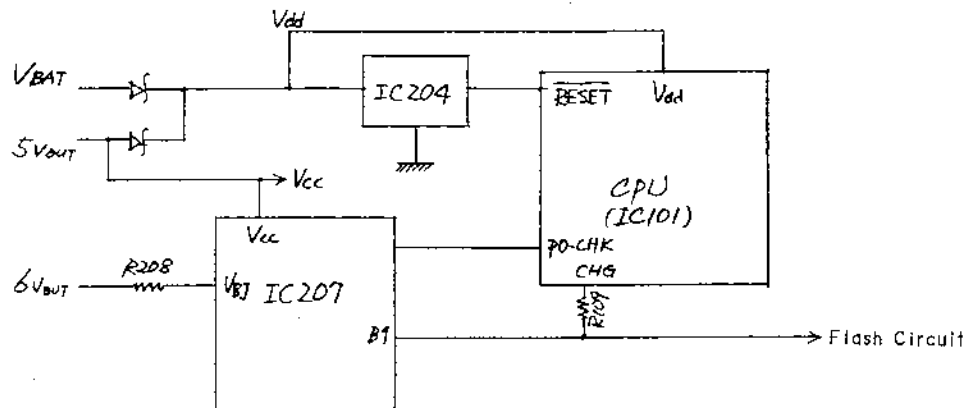 Vdd
VBAT
IC204
RESET
Vdd
5VOUT
Vcc
CPU
(IC101)
Vcc
PO-CHK
R208
CHG
6VOUT
VBJ
IC207
R109
B1
Flash Circuit